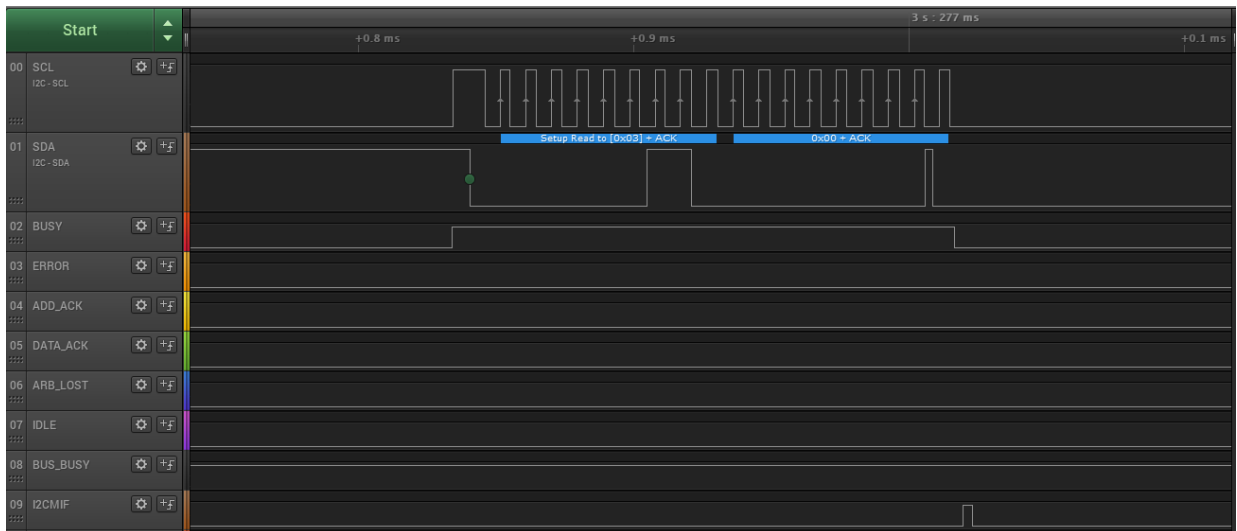 Start
3 s : 277 ms
+0.8 ms
+0.9 ms
+0.1 ms
00 SCL
I2C - SCL
Setup Read to [0x03] + ACK
0x00 + ACK
01 SDA
I2C - SDA
02 BUSY
03 ERROR
04 ADD_ACK
05 DATA_ACK
06 ARB_LOST
07 IDLE
08 BUS_BUSY
09 I2CMIF